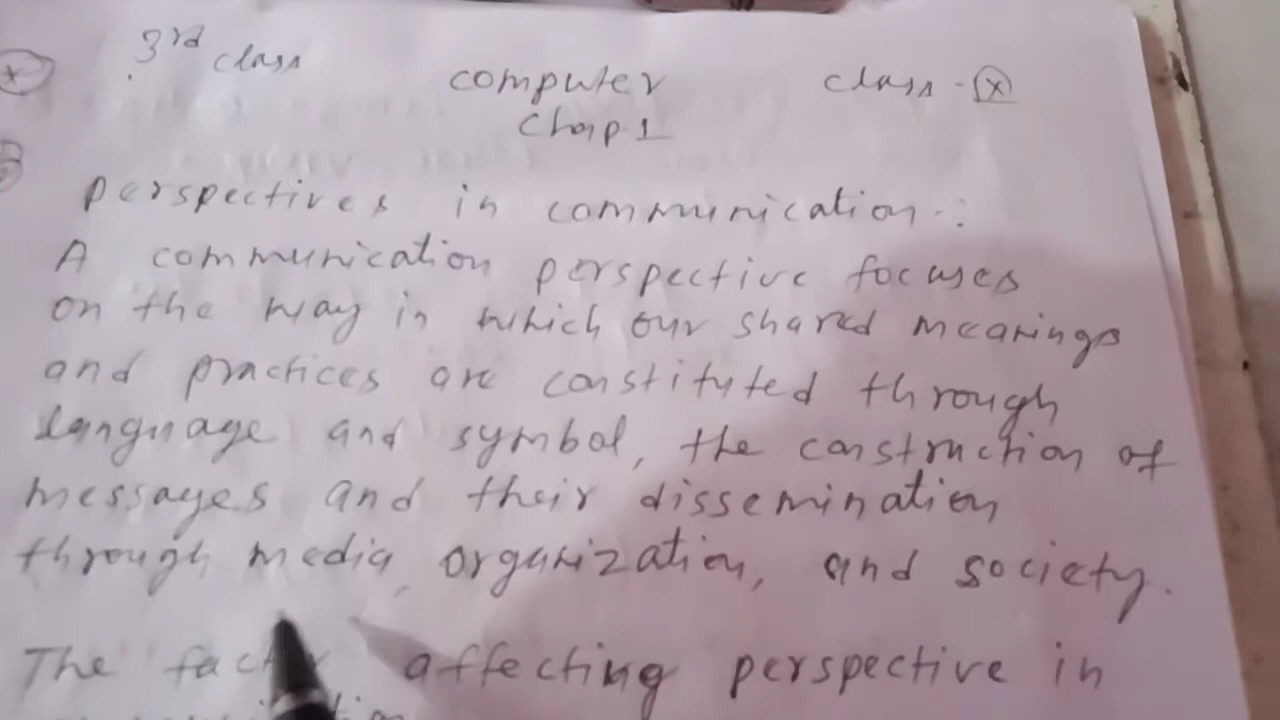 3rd class
computer class - X
Chap 1
perspectives in communication :
A communication perspective focuses
on the way in which our shared meanings
and practices are constituted through
language and symbol, the construction of
messages and their dissemination
through media, organization, and society.
The affecting perspective in